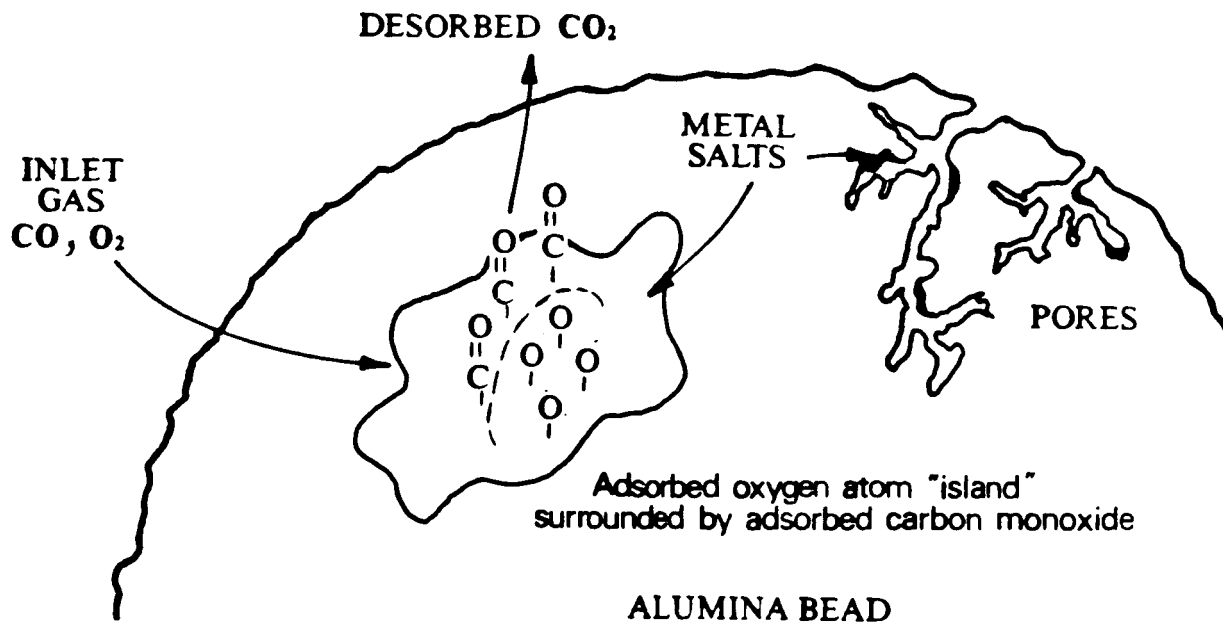 DESORBED CO₂
METAL
SALTS
INLET
GAS
CO, O₂
O
O
C
C
O
C
O
O
O
O
PORES
Adsorbed oxygen atom "island"
surrounded by adsorbed carbon monoxide
ALUMINA BEAD